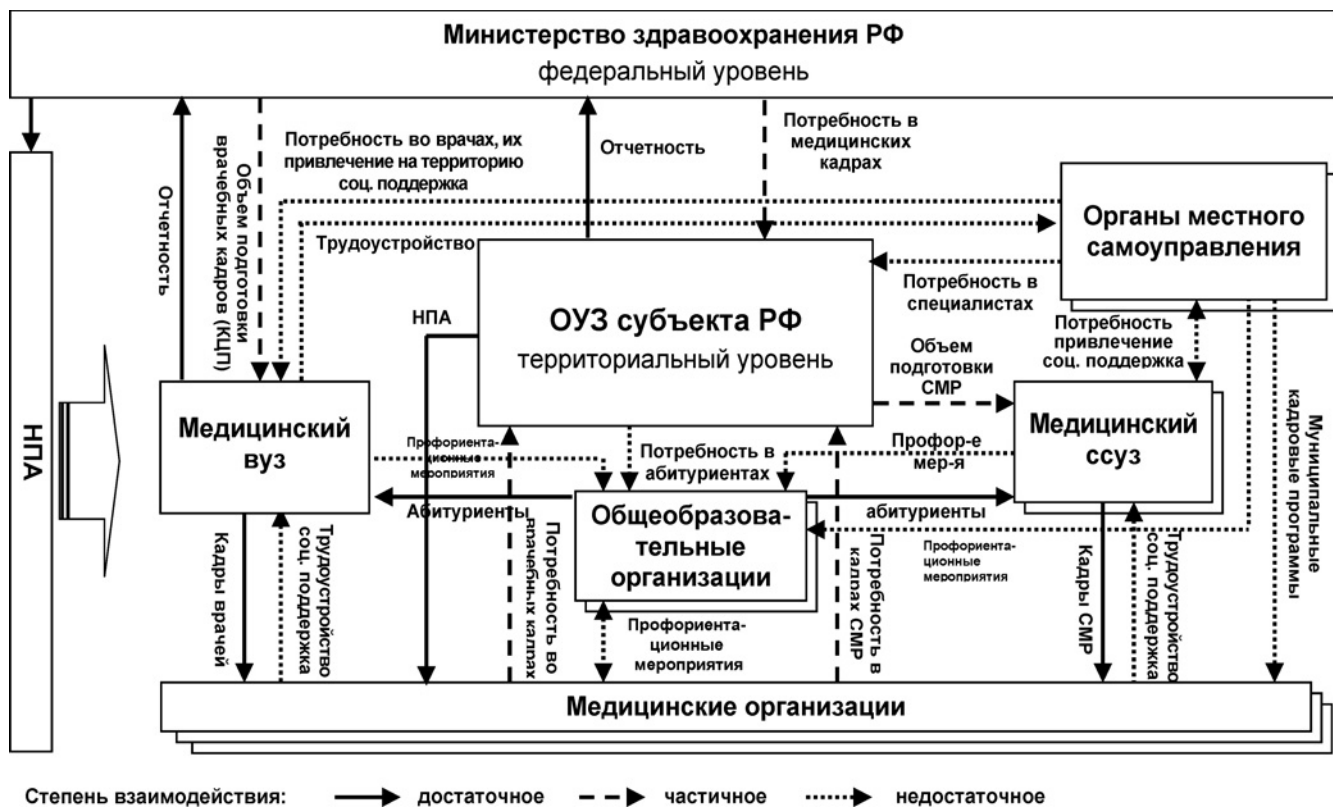 Министерство здравоохранения РФ
федеральный уровень
Отчетность
Объем подготовки
врачебных кадров (КЦП)
Потребность во врачах, их
привлечение на территорию
соц. поддержка
Отчетность
Потребность в
медицинских
кадрах
Органы местного
самоуправления
Трудоустройство
Потребность в
специалистах
НПА
ОУЗ субъекта РФ
территориальный уровень
Потребность
привлечение
соц. поддержка
Объем
подготовки
СМР
НПА
Медицинский
вуз
Профориента-
ционные
мероприятия
Потребность в
абитуриентах
Профор-е
мер-я
Медицинский
ссуз
Муниципальные
кадровые программы
Абитуриенты
Общеобразова-
тельные
организации
абитуриенты
Профориента-
ционные
мероприятия
Кадры врачей
Трудоустройство
соц. поддержка
Потребность во
врачебных кадрах
Профориента-
ционные
мероприятия
Потребность в
кадрах СМР
Кадры СМР
Трудоустройство
соц. поддержка
Медицинские организации
Степень взаимодействия:
достаточное
частичное
недостаточное